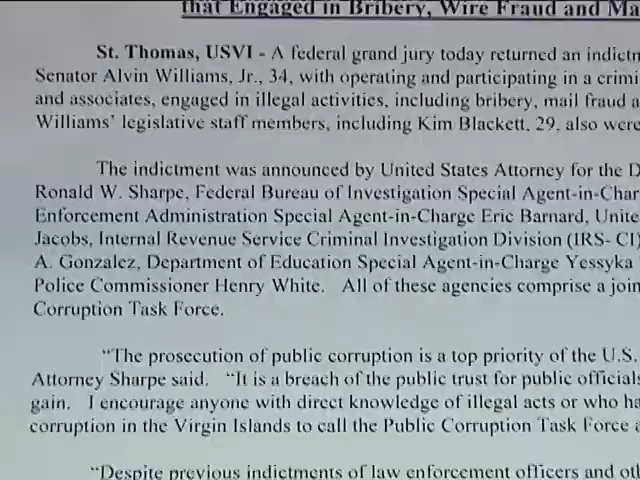 that Engaged in Bribery, Wire Fraud and Ma
St. Thomas, USVI - A federal grand jury today returned an indictm
Senator Alvin Williams, Jr., 34, with operating and participating in a crimi
and associates, engaged in illegal activities, including bribery, mail fraud a
Williams' legislative staff members, including Kim Blackett, 29, also were
The indictment was announced by United States Attorney for the D
Ronald W. Sharpe, Federal Bureau of Investigation Special Agent-in-Char
Enforcement Administration Special Agent-in-Charge Eric Barnard, Unite
Jacobs, Internal Revenue Service Criminal Investigation Division (IRS- CI)
A. Gonzalez, Department of Education Special Agent-in-Charge Yessyka
Police Commissioner Henry White. All of these agencies comprise a join
Corruption Task Force.
"The prosecution of public corruption is a top priority of the U.S.
Attorney Sharpe said. "It is a breach of the public trust for public officials
gain. I encourage anyone with direct knowledge of illegal acts or who ha
corruption in the Virgin Islands to call the Public Corruption Task Force a
"Despite previous indictments of law enforcement officers and oth